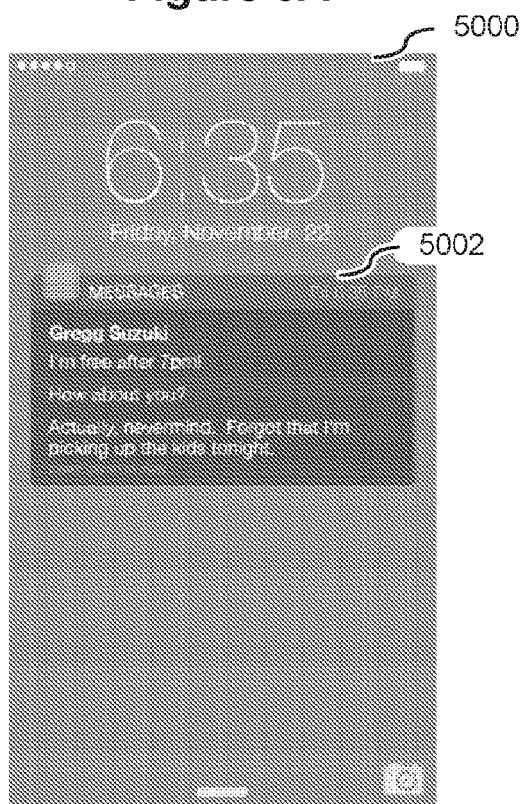 5000
6:35
Friday, November
5002
MESSAGES
Gregg Suzuki
I'm free after 7pm!
How about you?
Actually, nevermind. Forgot that I'm
picking up the kids tonight.